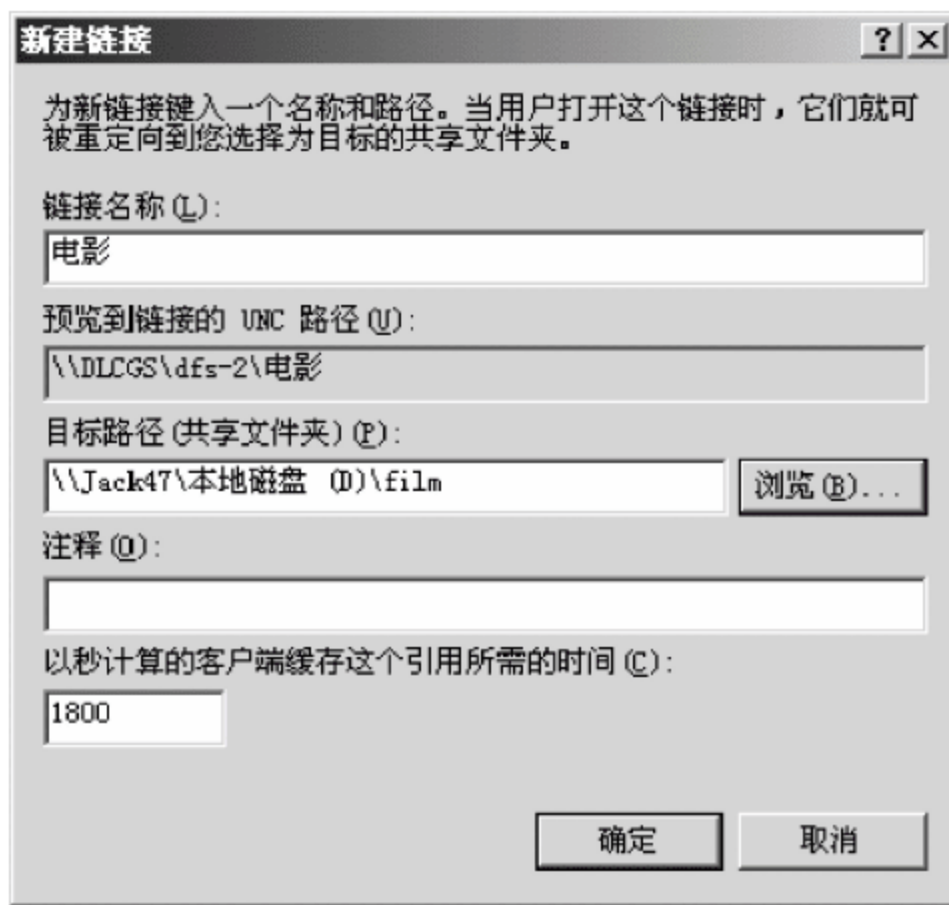 新建链接
为新链接键入一个名称和路径。当用户打开这个链接时，它们就可
被重定向到您选择为目标的共享文件夹。
链接名称(L):
电影
预览到链接的 UNC 路径(U):
\\DLCGS\dfs-2\电影
目标路径(共享文件夹)(P):
\\Jack47\本地磁盘 (D)\film
浏览(B)...
注释(O):
以秒计算的客户端缓存这个引用所需的时间(C):
1800
确定 取消